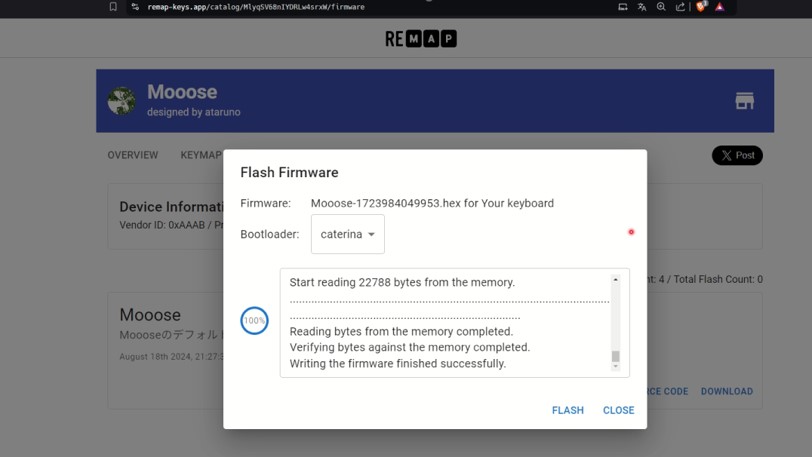 remap-keys.app/catalog/MlyqSV6BnIYDRLw4srxW/firmware
REMAP
Mooose
designed by ataruno
OVERVIEW KEYMAP
Post
Device Informati
Vendor ID: 0xAAAB / Pr
nt: 4 / Total Flash Count: 0
Mooose
Moooseのデフォルト
August 18th 2024, 21:27:3
RCE CODE DOWNLOAD
Flash Firmware
Firmware: Mooose-1723984049953.hex for Your keyboard
Bootloader: caterina
100%
Start reading 22788 bytes from the memory.
Reading bytes from the memory completed.
Verifying bytes against the memory completed.
Writing the firmware finished successfully.
FLASH CLOSE